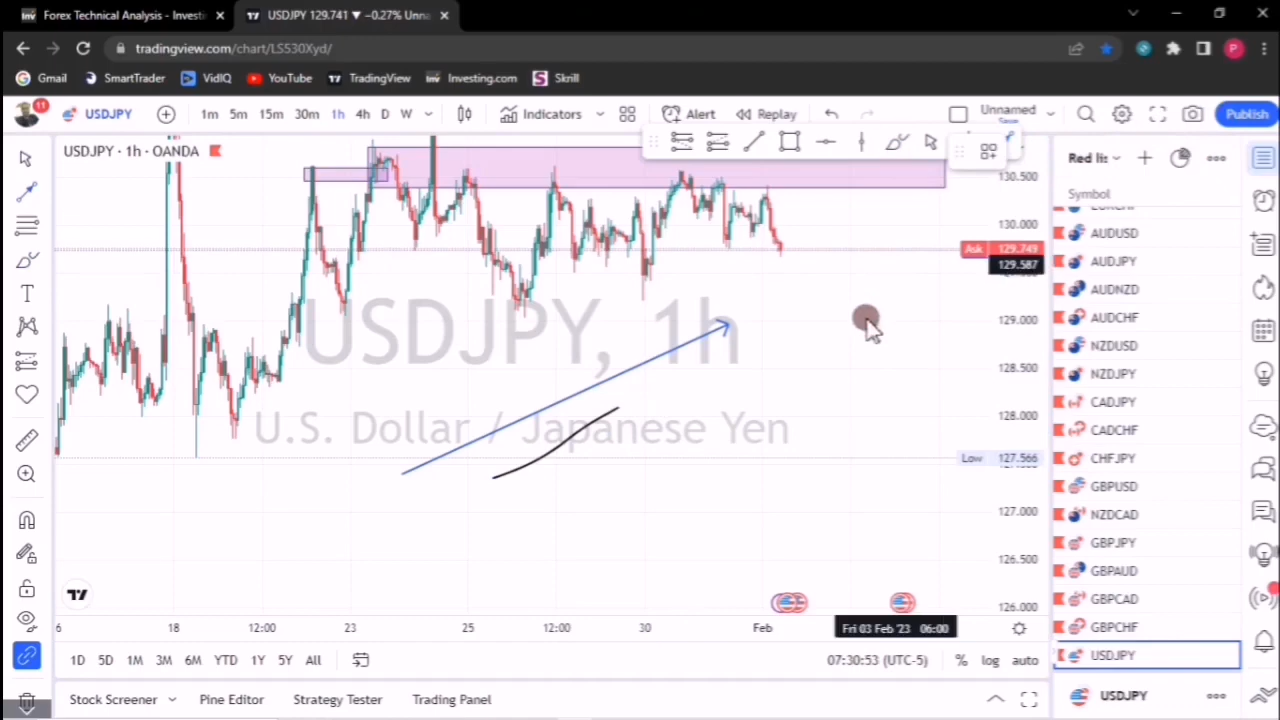 Forex Technical Analysis - Investi
USDJPY 129.741 ▼ −0.27% Unna
tradingview.com/chart/LS530Xyd/
P
Gmail SmartTrader VidIQ YouTube TradingView Investing.com Skrill
11 USDJPY 1m 5m 15m 30m 1h 4h D W Indicators Alert Replay Unnamed Save Publish
USDJPY · 1h · OANDA
Red lis
Symbol
130.500
130.000
Ask 129.749
129.587
129.000
128.500
128.000
Low 127.566
127.000
126.500
126.000
USDJPY, 1h
U.S. Dollar / Japanese Yen
AUDUSD
AUDJPY
AUDNZD
AUDCHF
NZDUSD
NZDJPY
CADJPY
CADCHF
CHFJPY
GBPUSD
NZDCAD
GBPJPY
GBPAUD
GBPCAD
GBPCHF
USDJPY
6 18 12:00 23 25 12:00 30 Feb Fri 03 Feb '23 06:00
1D 5D 1M 3M 6M YTD 1Y 5Y All 07:30:53 (UTC-5) % log auto
Stock Screener Pine Editor Strategy Tester Trading Panel USDJPY